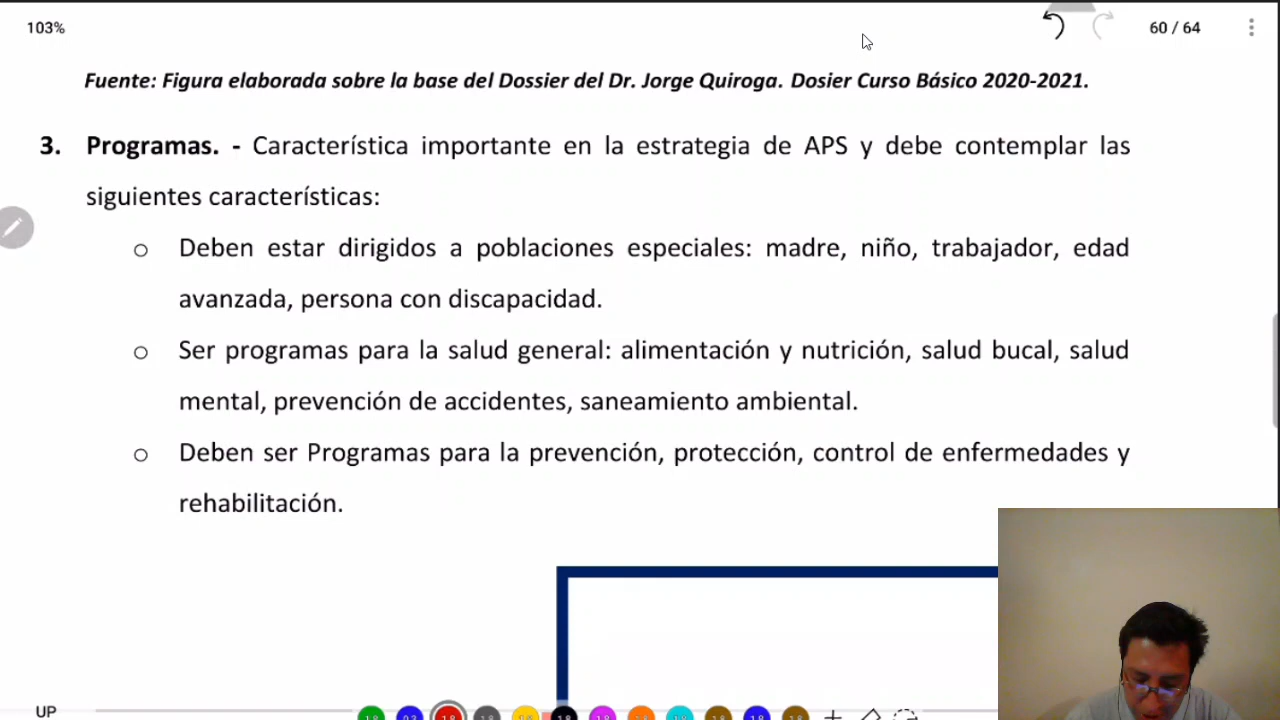 103%
60 / 64
Fuente: Figura elaborada sobre la base del Dossier del Dr. Jorge Quiroga. Dosier Curso Básico 2020-2021.
3. Programas. - Característica importante en la estrategia de APS y debe contemplar las
siguientes características:
o Deben estar dirigidos a poblaciones especiales: madre, niño, trabajador, edad
avanzada, persona con discapacidad.
o Ser programas para la salud general: alimentación y nutrición, salud bucal, salud
mental, prevención de accidentes, saneamiento ambiental.
o Deben ser Programas para la prevención, protección, control de enfermedades y
rehabilitación.
UP